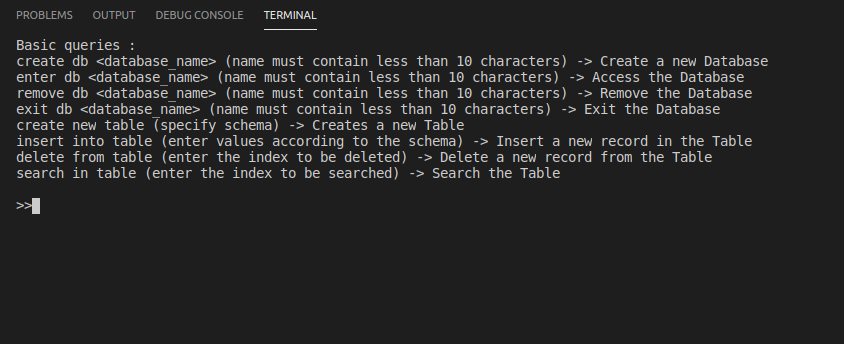 PROBLEMS OUTPUT DEBUG CONSOLE TERMINAL
Basic queries :
create db <database_name> (name must contain less than 10 characters) -> Create a new Database
enter db <database_name> (name must contain less than 10 characters) -> Access the Database
remove db <database_name> (name must contain less than 10 characters) -> Remove the Database
exit db <database_name> (name must contain less than 10 characters) -> Exit the Database
create new table (specify schema) -> Creates a new Table
insert into table (enter values according to the schema) -> Insert a new record in the Table
delete from table (enter the index to be deleted) -> Delete a new record from the Table
search in table (enter the index to be searched) -> Search the Table
>>